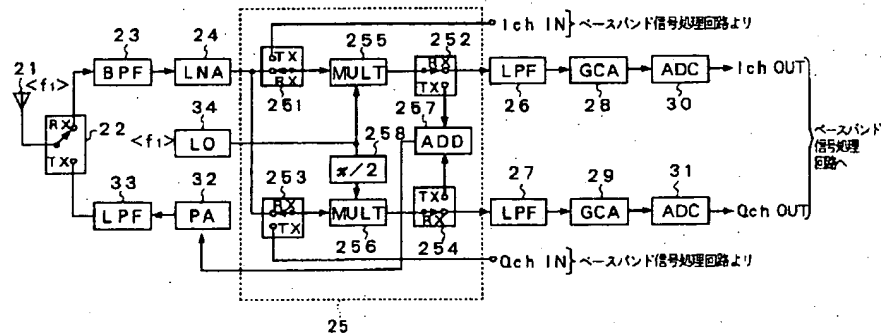 Ich IN}ベースバンド信号処理回路より
23
24
TX
255
252
21
<f1>
BPF
LNA
RX
251
MULT
RX
TX
LPF
26
GCA
28
ADC
30
Ich OUT
22
RX
TX
<f1>
34
LO
257
258
ADD
π/2
ベースバンド
信号処理
回路へ
33
LPF
32
PA
253
RX
TX
MULT
256
TX
RX
254
27
LPF
29
GCA
31
ADC
Qch OUT
Qch IN}ベースバンド信号処理回路より
25